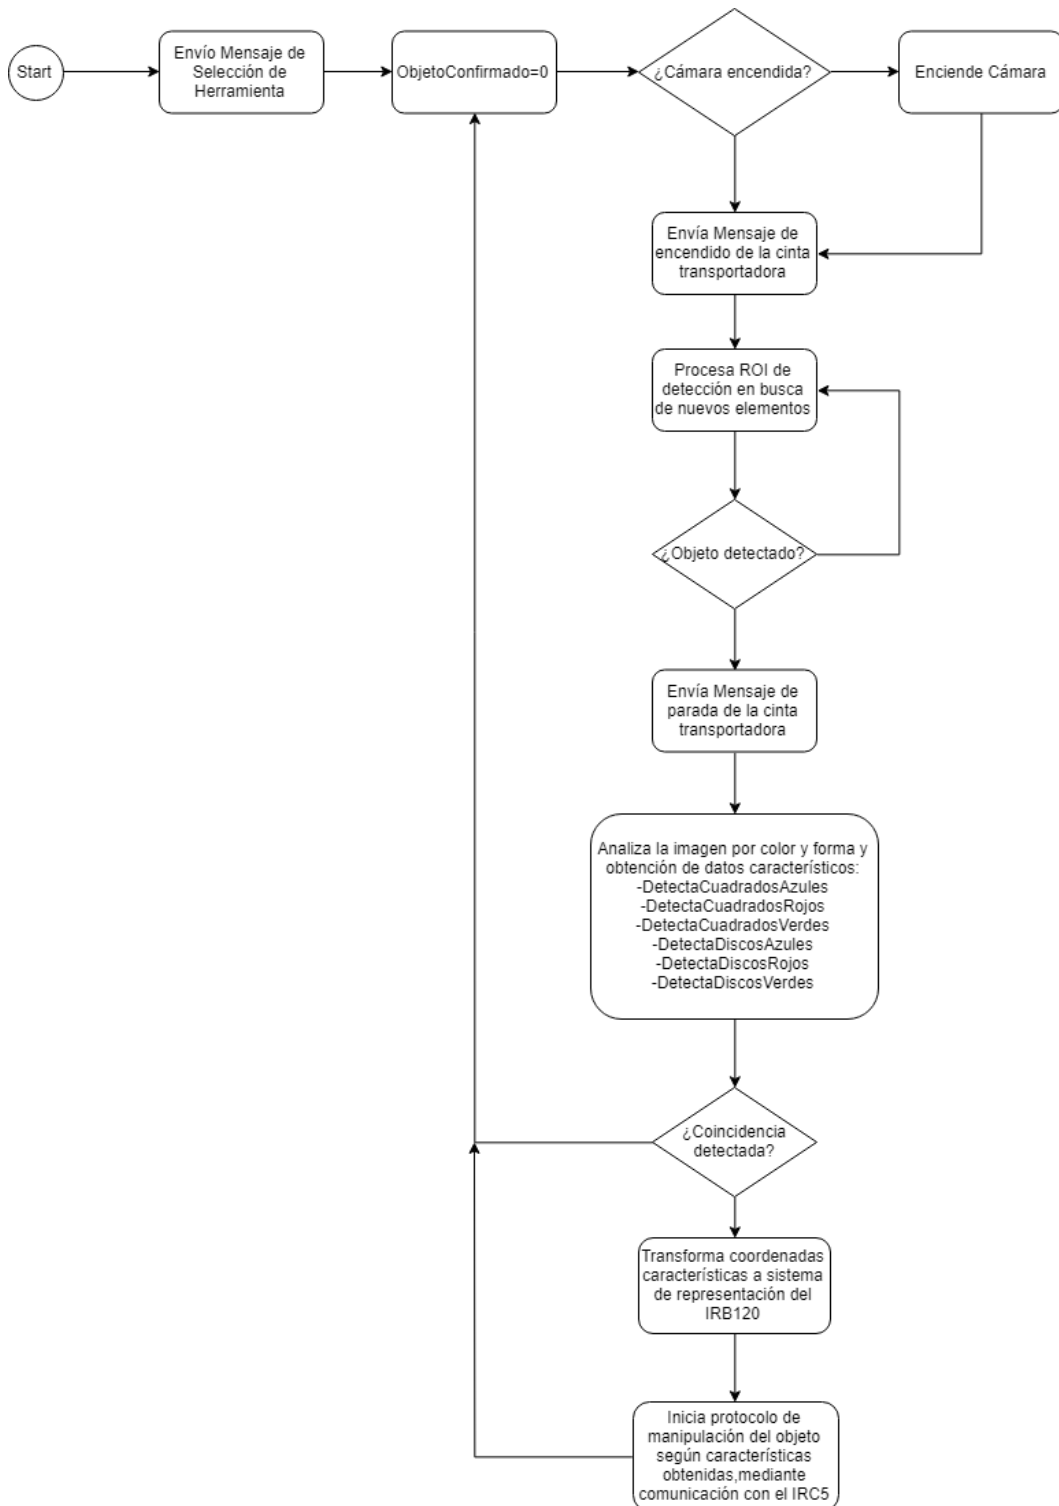 Start
Envío Mensaje de
Selección de
Herramienta
ObjetoConfirmado=0
¿Cámara encendida?
Enciende Cámara
Envía Mensaje de
encendido de la cinta
transportadora
Procesa ROI de
detección en busca
de nuevos elementos
¿Objeto detectado?
Envía Mensaje de
parada de la cinta
transportadora
Analiza la imagen por color y forma y
obtención de datos característicos:
-DetectaCuadradosAzules
-DetectaCuadradosRojos
-DetectaCuadradosVerdes
-DetectaDiscosAzules
-DetectaDiscosRojos
-DetectaDiscosVerdes
¿Coincidencia
detectada?
Transforma coordenadas
características a sistema
de representación del
IRB120
Inicia protocolo de
manipulación del objeto
según características
obtenidas,mediante
comunicación con el IRC5